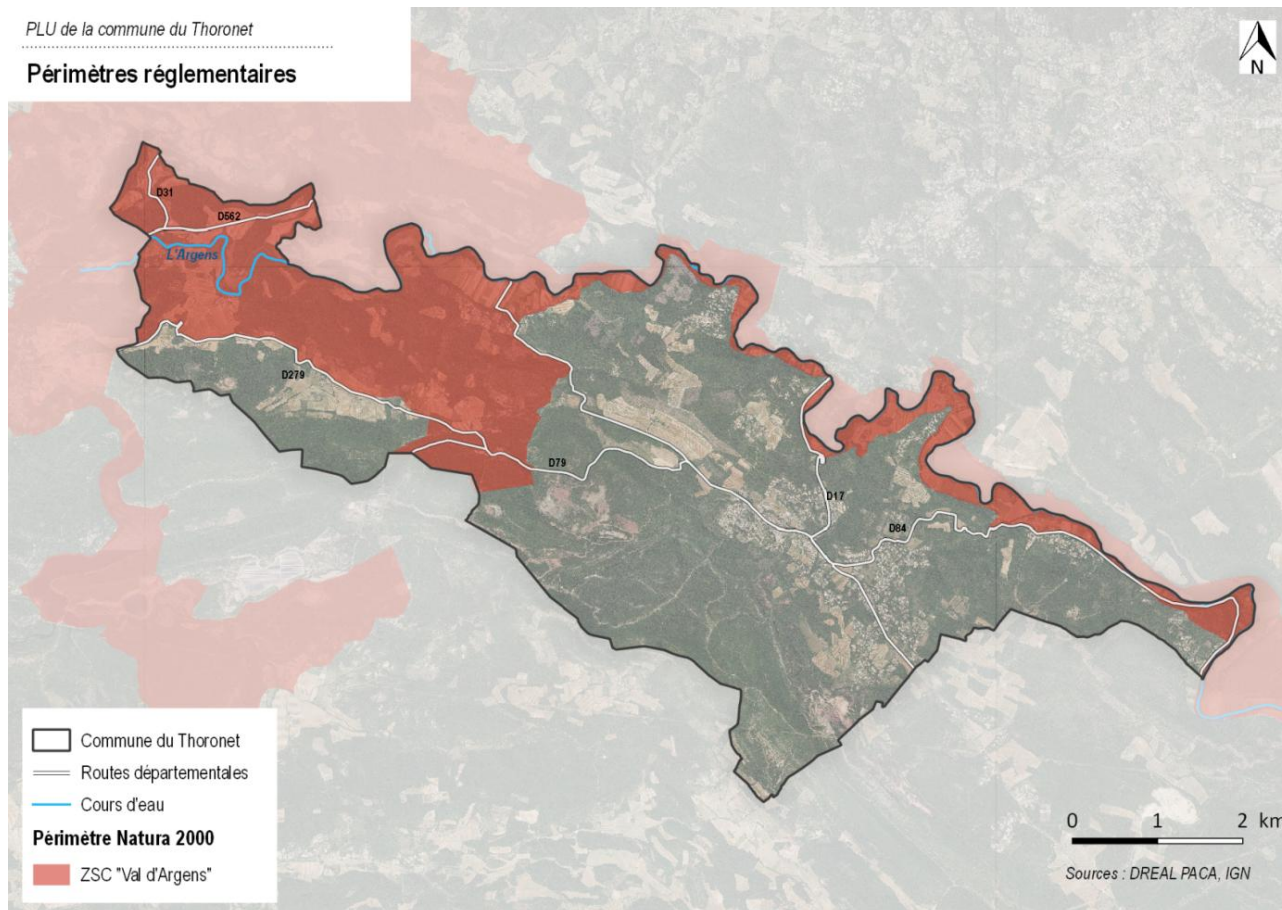 PLU de la commune du Thoronet
Périmètres réglementaires
N
D31
D562
L'Argens
D279
D79
D17
D84
Commune du Thoronet
Routes départementales
Cours d'eau
Périmètre Natura 2000
ZSC "Val d'Argens"
0 1 2 km
Sources : DREAL PACA, IGN